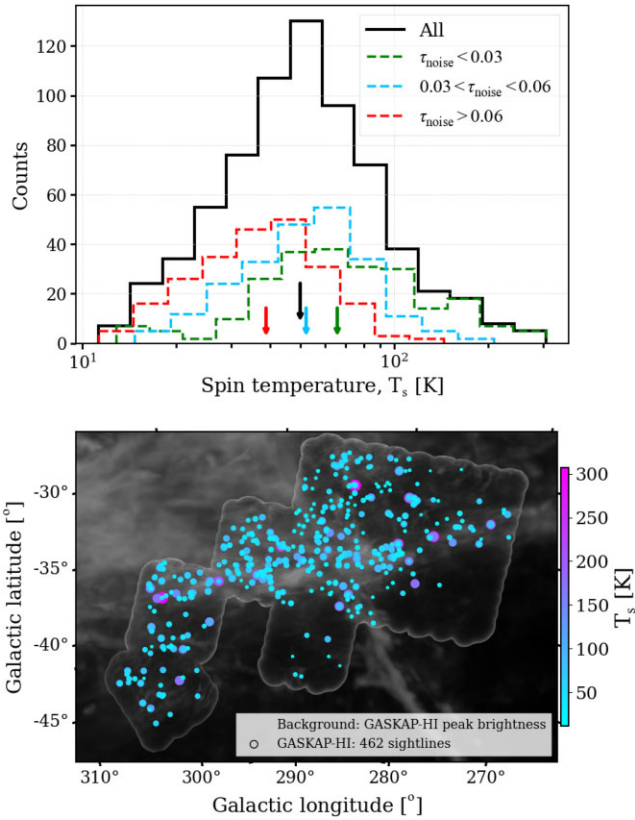 130
120
100
80
60
40
20
0
Counts
All
τnoise < 0.03
0.03 < τnoise < 0.06
τnoise > 0.06
10¹
10²
Spin temperature, Ts [K]
-30°
-35°
-40°
-45°
Galactic latitude [°]
Background: GASKAP-HI peak brightness
GASKAP-HI: 462 sightlines
310°
300°
290°
280°
270°
Galactic longitude [°]
300
250
200
150
100
50
Ts [K]